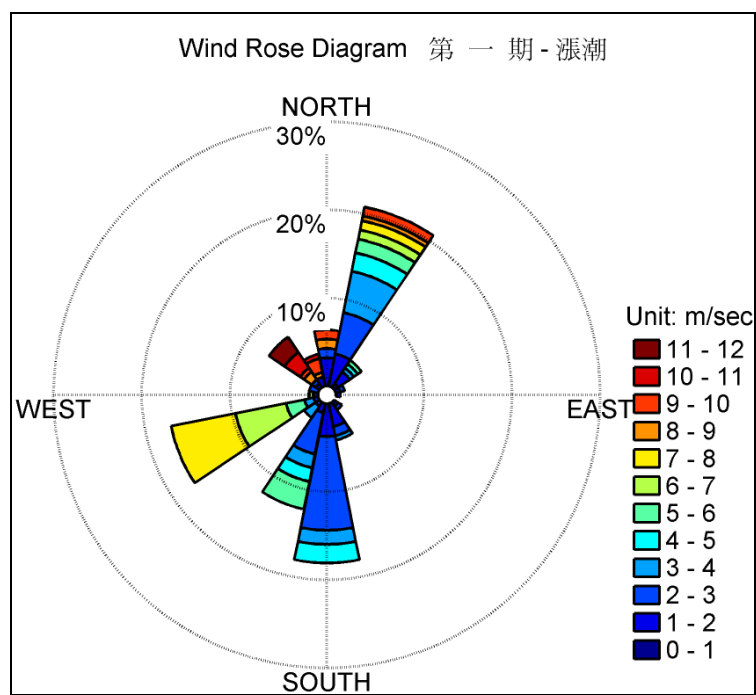 Wind Rose Diagram 第 一 期 - 漲潮
NORTH
30%
20%
10%
WEST
EAST
SOUTH
Unit: m/sec
11 - 12
10 - 11
9 - 10
8 - 9
7 - 8
6 - 7
5 - 6
4 - 5
3 - 4
2 - 3
1 - 2
0 - 1